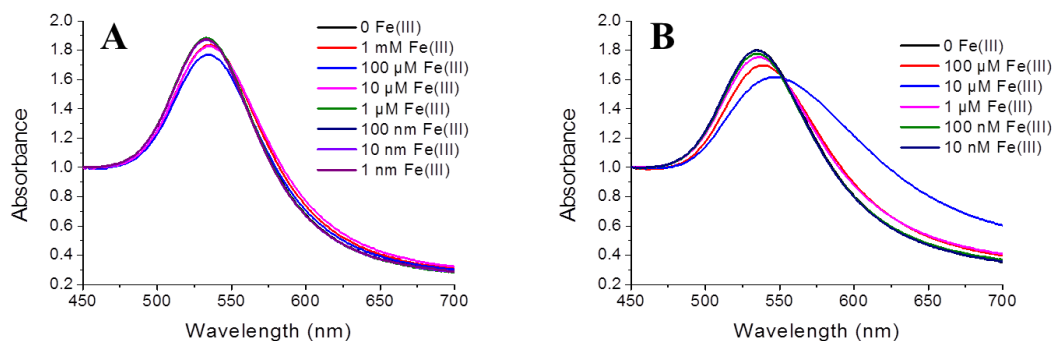 A
0 Fe(III)
1 mM Fe(III)
100 µM Fe(III)
10 µM Fe(III)
1 µM Fe(III)
100 nm Fe(III)
10 nm Fe(III)
1 nm Fe(III)
Absorbance
2.0
1.8
1.6
1.4
1.2
1.0
0.8
0.6
0.4
0.2
450 500 550 600 650 700
Wavelength (nm)
B
0 Fe(III)
100 µM Fe(III)
10 µM Fe(III)
1 µM Fe(III)
100 nM Fe(III)
10 nM Fe(III)
Absorbance
2.0
1.8
1.6
1.4
1.2
1.0
0.8
0.6
0.4
0.2
450 500 550 600 650 700
Wavelength (nm)